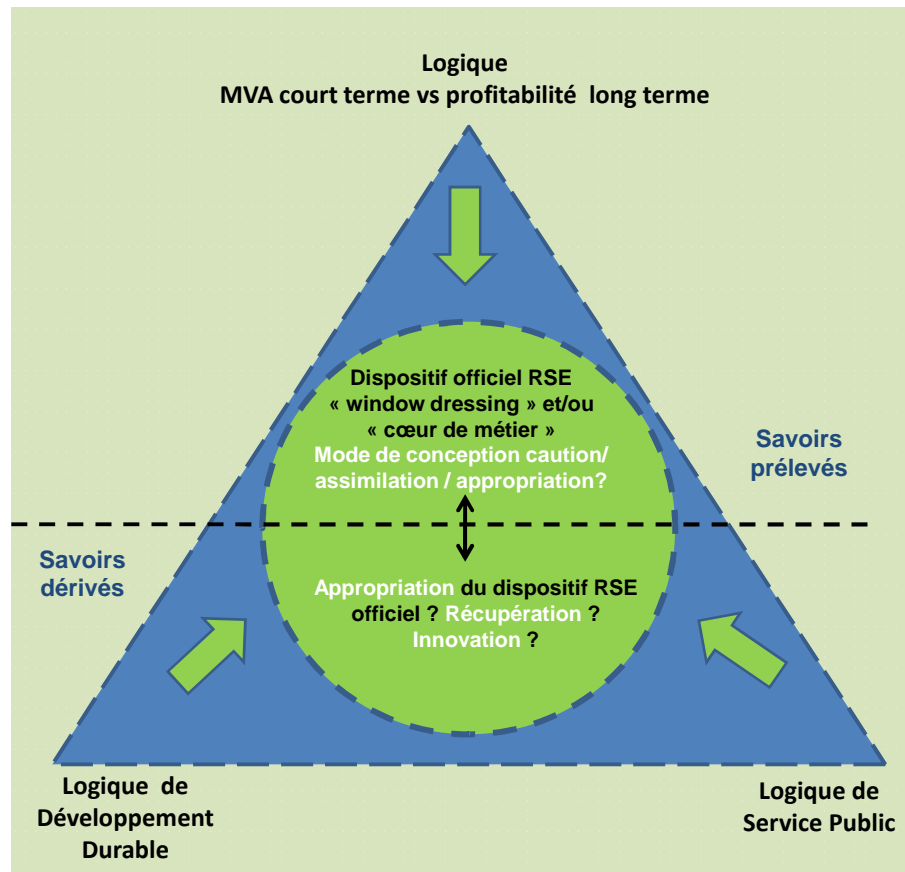 Logique
MVA court terme vs profitabilité long terme
Dispositif officiel RSE
« window dressing » et/ou
« cœur de métier »
Mode de conception caution/
assimilation / appropriation?
Savoirs
prélevés
Savoirs
dérivés
Appropriation du dispositif RSE
officiel ? Récupération ?
Innovation ?
Logique de
Développement
Durable
Logique de
Service Public